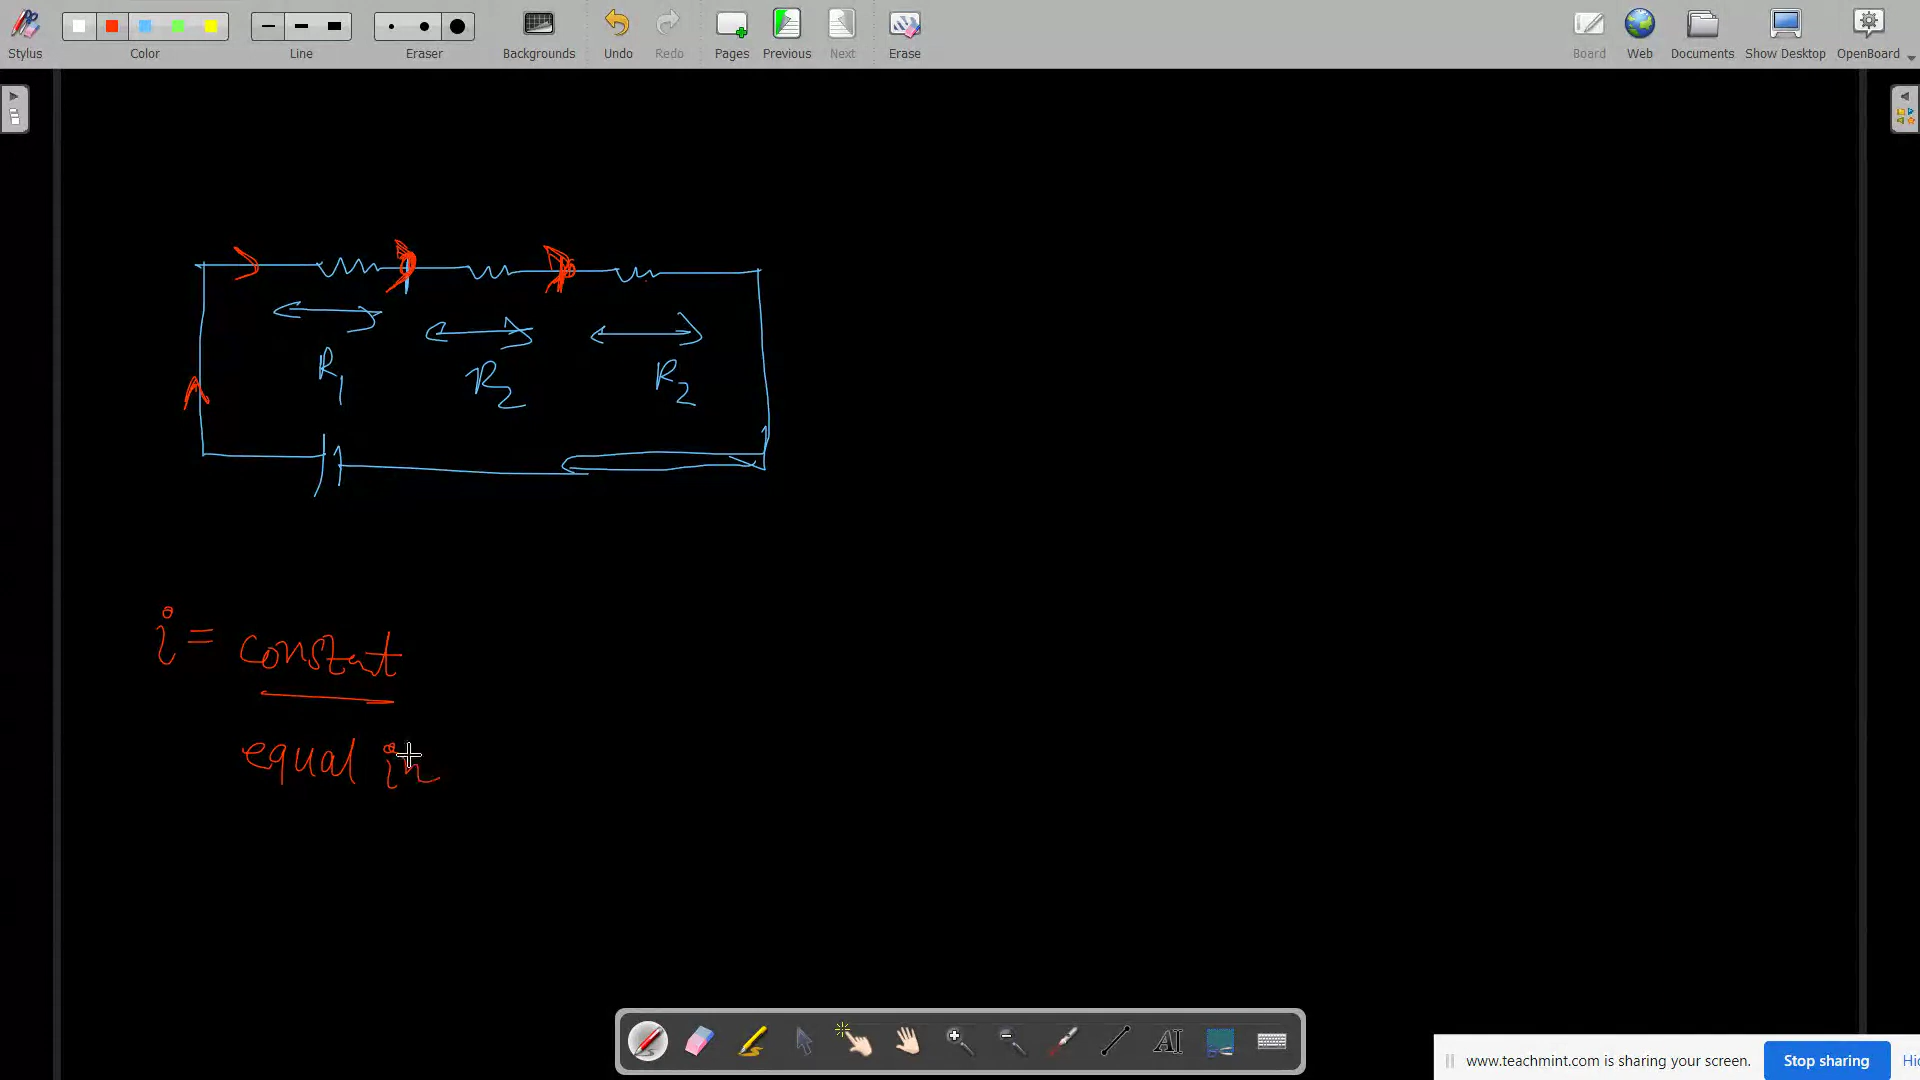 Stylus Color Line Eraser Backgrounds Undo Redo Pages Previous Next Erase Board Web Documents Show Desktop OpenBoard
R1 R2 R2
i = constant
equal in
www.teachmint.com is sharing your screen. Stop sharing